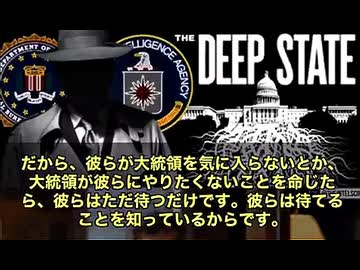 THE
DEEP STATE
DEPARTMENT OF
INTELLIGENCE AGENCY
だから、彼らが大統領を気に入らないとか、
大統領が彼らにやりたくないことを命じた
ら、彼らはただ待つだけです。彼らは待てる
ことを知っているからです。